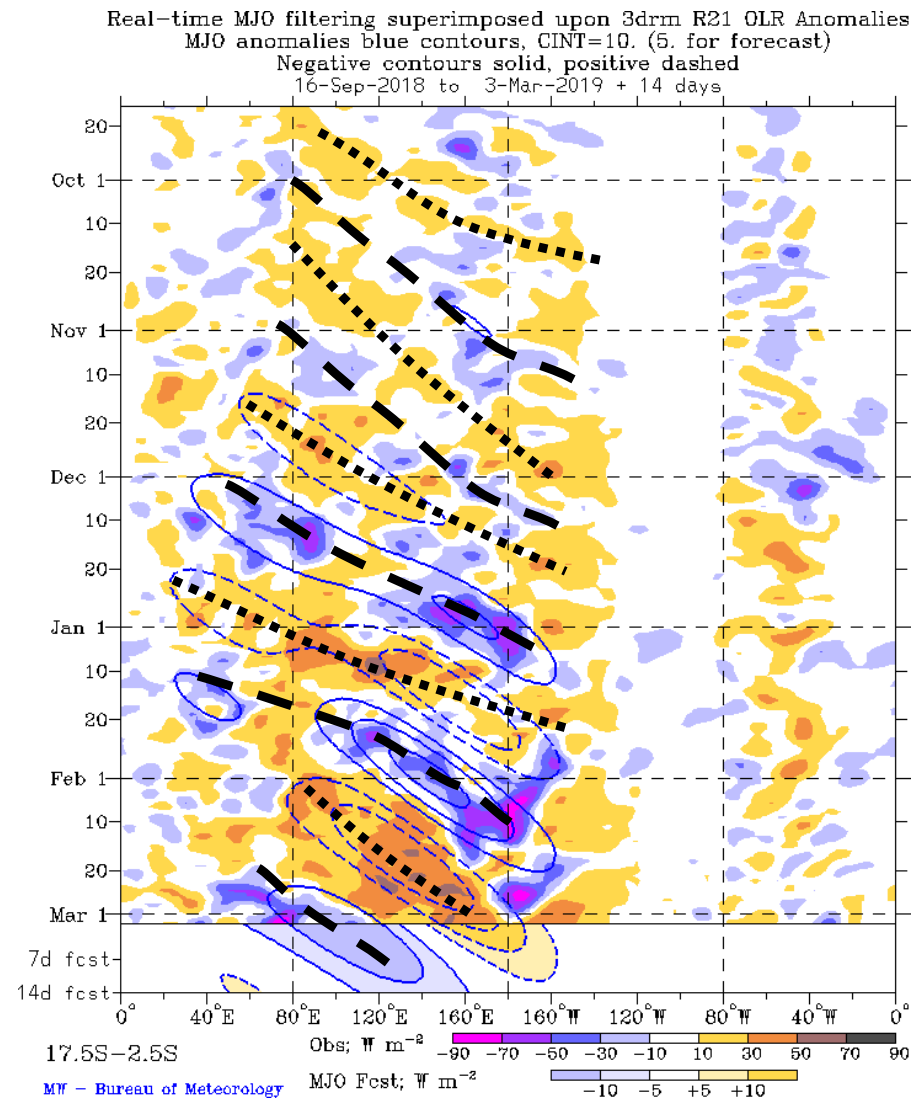 Real-time MJO filtering superimposed upon 3drm R21 OLR Anomalies
MJO anomalies blue contours, CINT=10. (5. for forecast)
Negative contours solid, positive dashed
16-Sep-2018 to 3-Mar-2019 + 14 days
20
Oct 1
10
20
Nov 1
10
20
Dec 1
10
20
Jan 1
10
20
Feb 1
10
20
Mar 1
7d fcst
14d fcst
0° 40°E 80°E 120°E 160°E 160°W 120°W 80°W 40°W 0°
17.5S-2.5S
Obs; W m⁻²
-90 -70 -50 -30 -10 10 30 50 70 90
MW - Bureau of Meteorology
MJO Fcst; W m⁻²
-10 -5 +5 +10